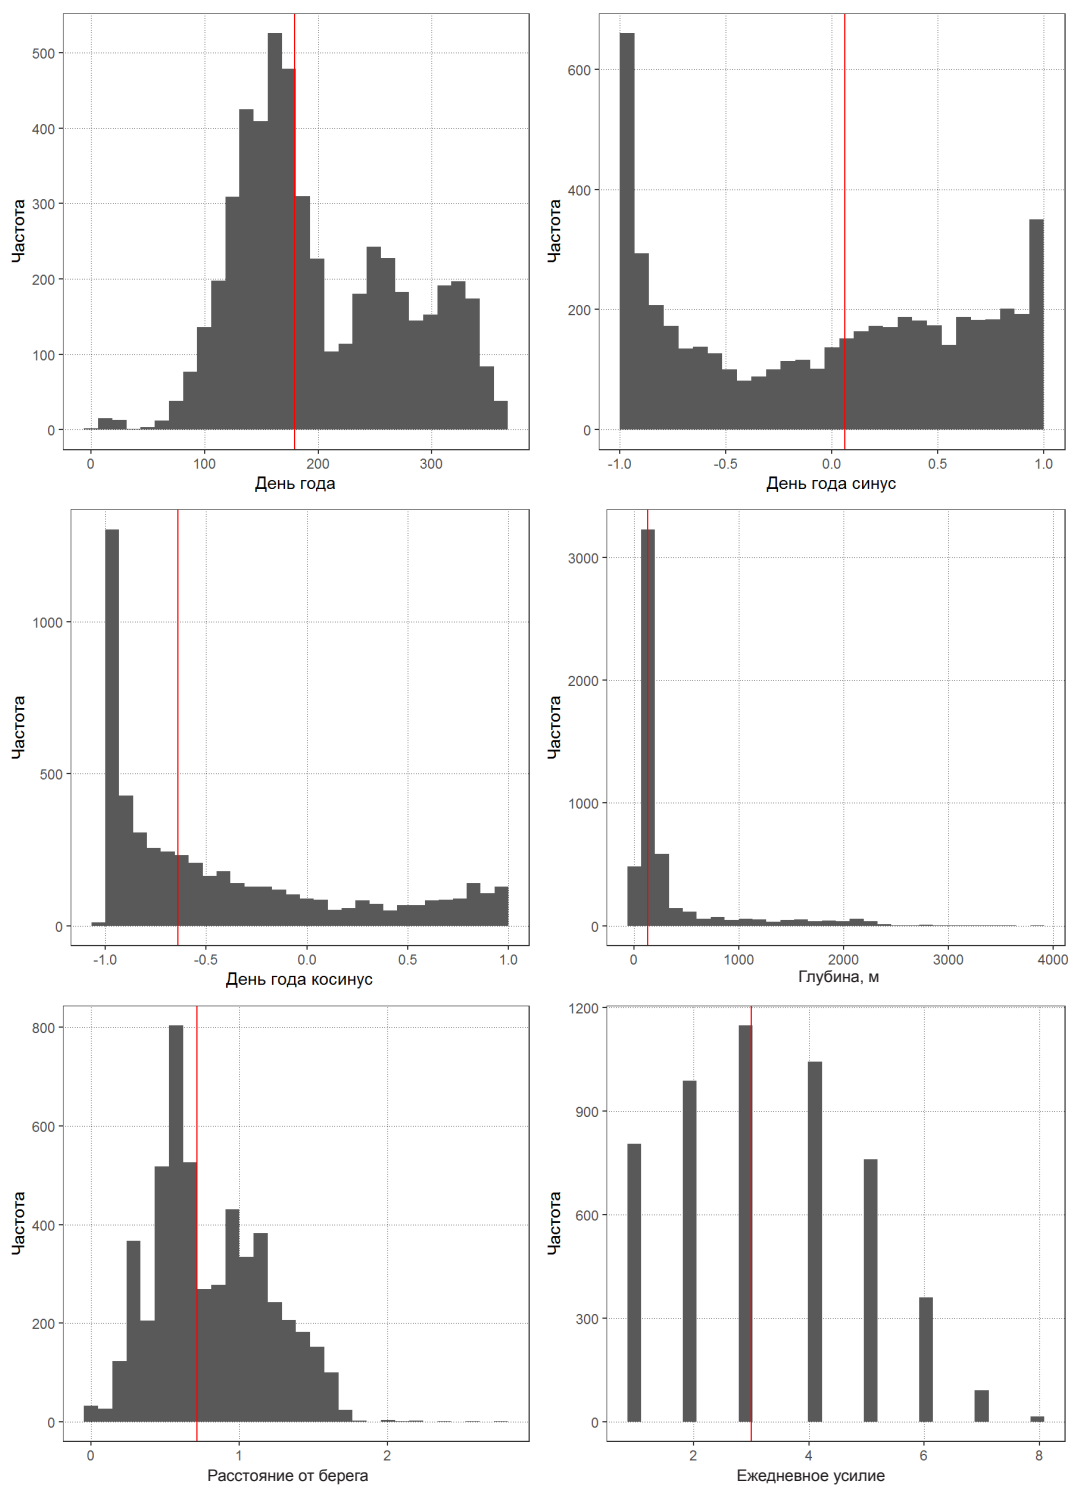 Частота
500
400
300
200
100
0
0 100 200 300
День года
Частота
600
400
200
0
-1.0 -0.5 0.0 0.5 1.0
День года синус
Частота
1000
500
0
-1.0 -0.5 0.0 0.5 1.0
День года косинус
Частота
3000
2000
1000
0
0 1000 2000 3000 4000
Глубина, м
Частота
800
600
400
200
0
0 1 2
Расстояние от берега
Частота
1200
900
600
300
0
2 4 6 8
Ежедневное усилие